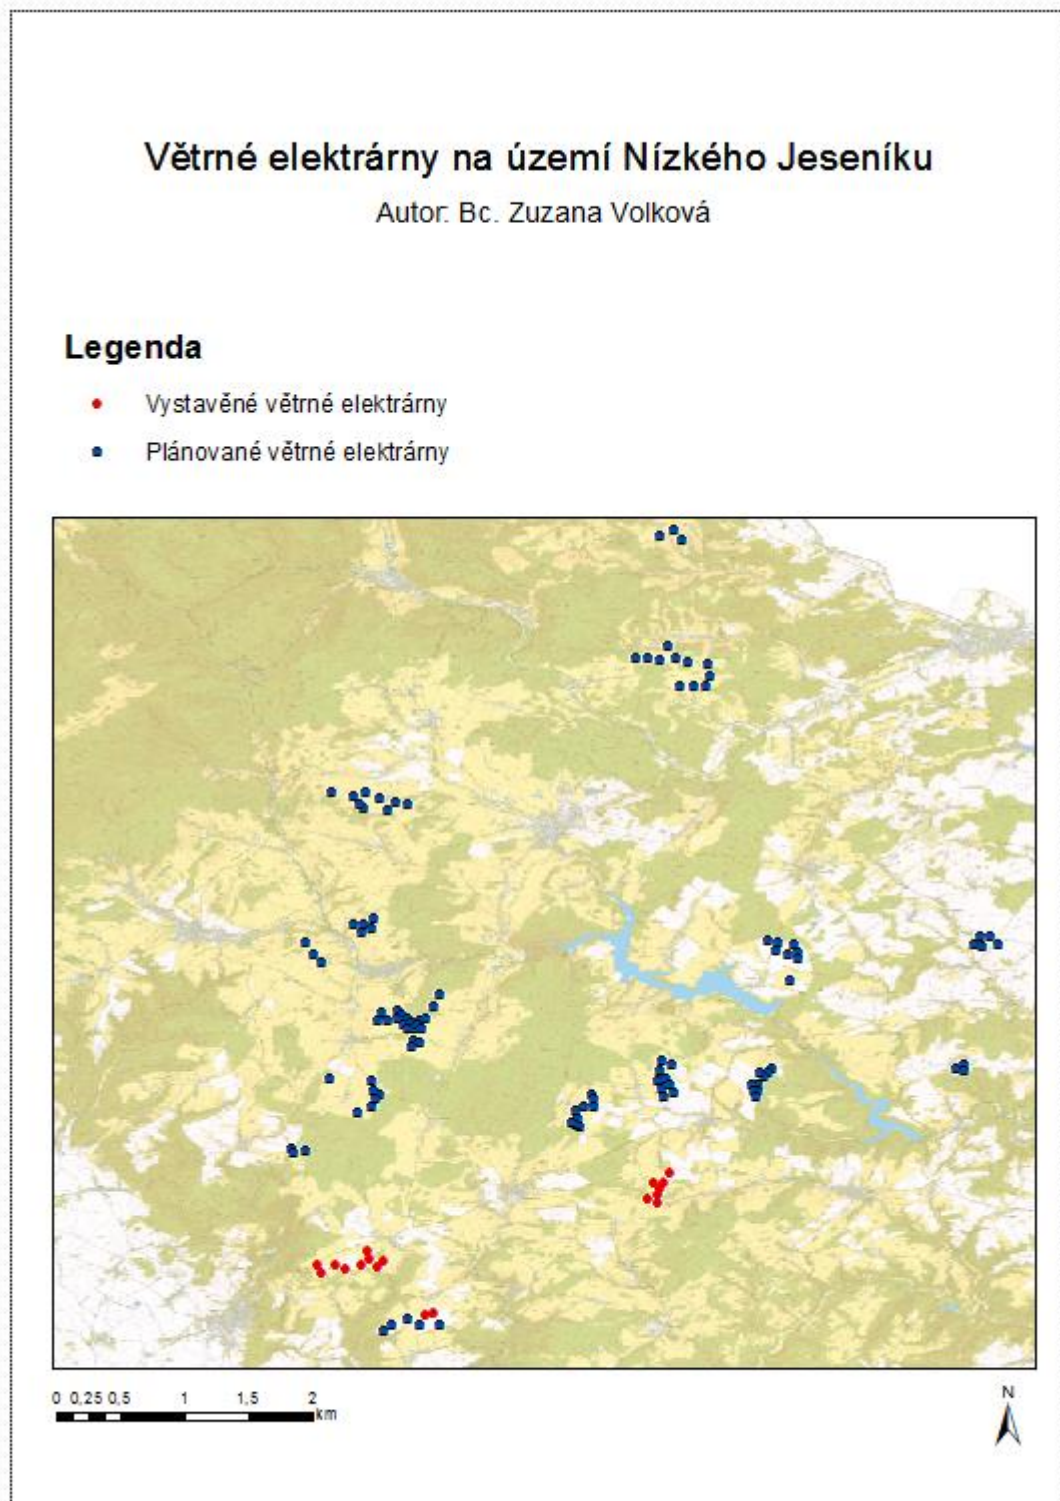 Větrné elektrárny na území Nízkého Jeseníku
Autor: Bc. Zuzana Volková
Legenda
Vystavěné větrné elektrárny
Plánované větrné elektrárny
0 0,25 0,5 1 1,5 2
km
N